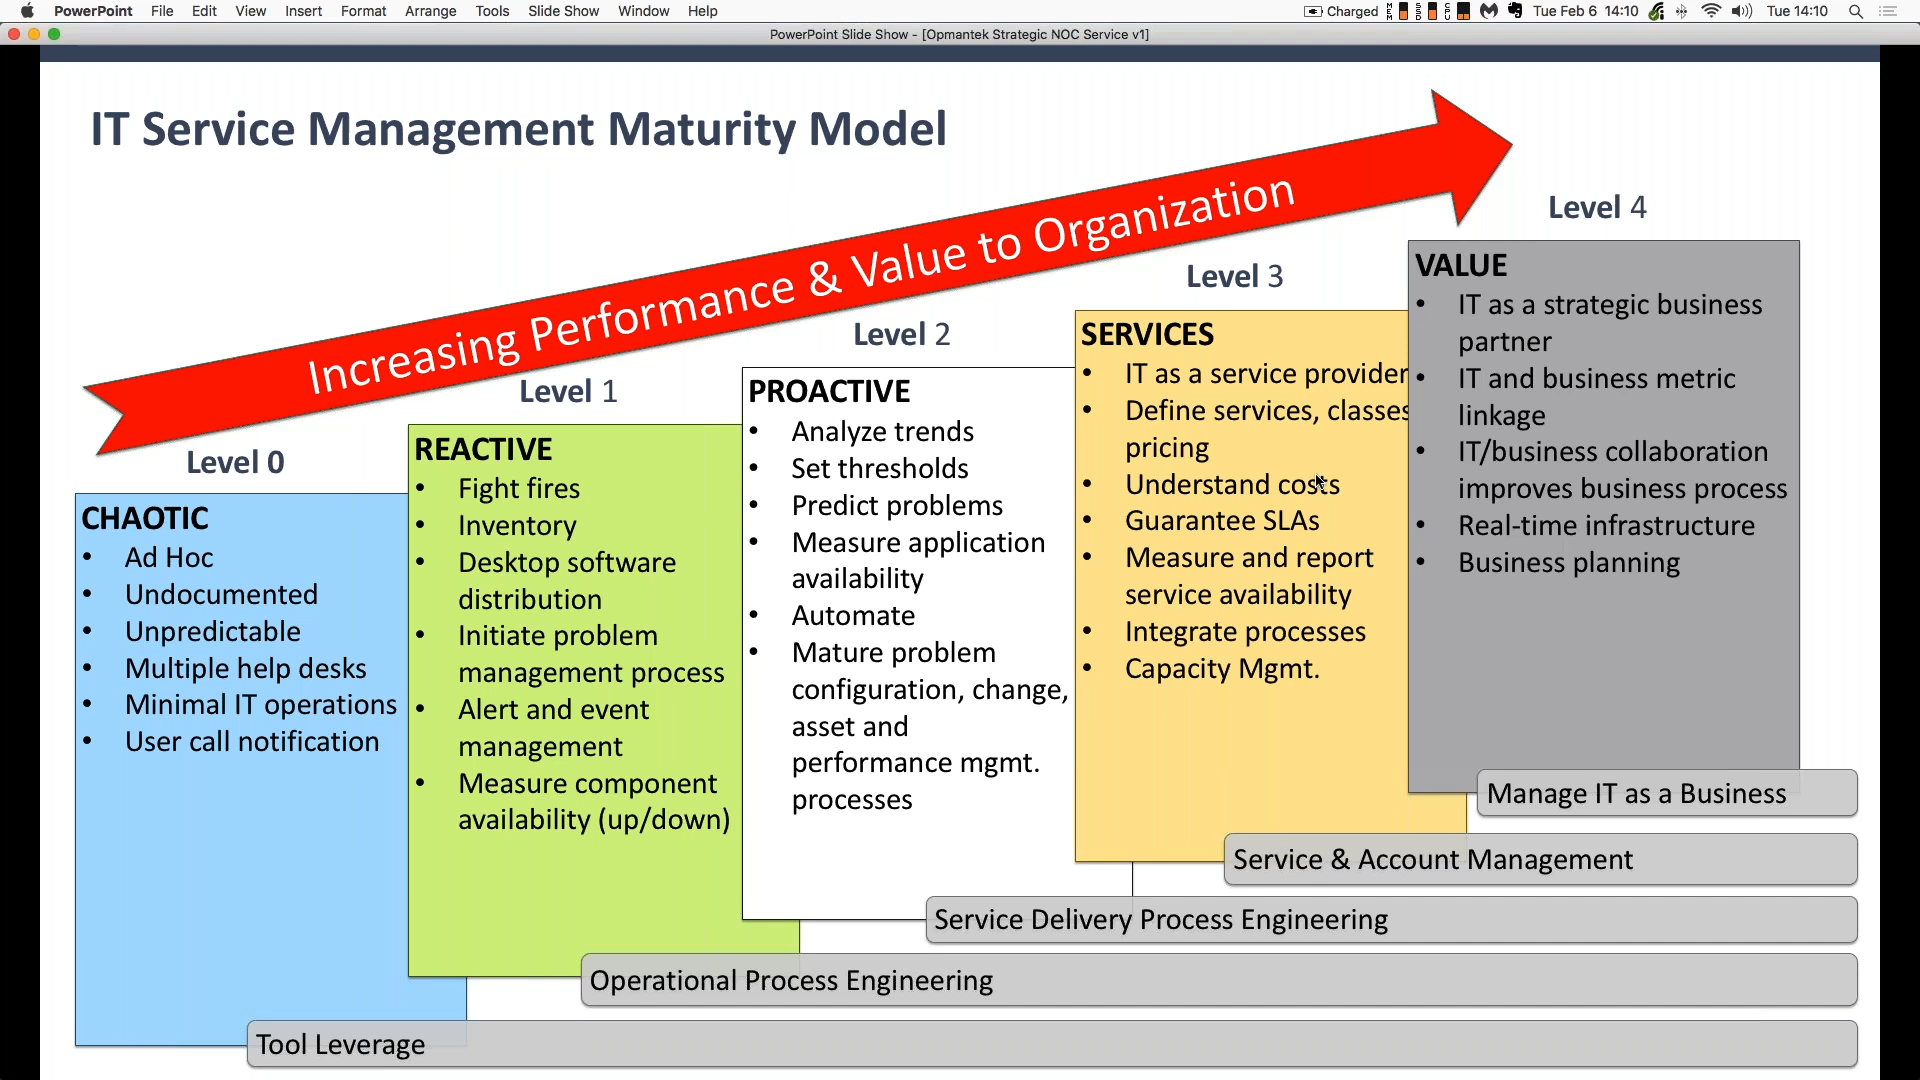 PowerPoint File Edit View Insert Format Arrange Tools Slide Show Window Help Charged MEM SSD CPU Tue Feb 6 14:10 Tue 14:10
PowerPoint Slide Show - [Opmantek Strategic NOC Service v1]
IT Service Management Maturity Model
Increasing Performance & Value to Organization
Level 0
CHAOTIC
• Ad Hoc
• Undocumented
• Unpredictable
• Multiple help desks
• Minimal IT operations
• User call notification
Level 1
REACTIVE
• Fight fires
• Inventory
• Desktop software
distribution
• Initiate problem
management process
• Alert and event
management
• Measure component
availability (up/down)
Level 2
PROACTIVE
• Analyze trends
• Set thresholds
• Predict problems
• Measure application
availability
• Automate
• Mature problem
configuration, change,
asset and
performance mgmt.
processes
Level 3
SERVICES
• IT as a service provider
• Define services, classes
pricing
• Understand costs
• Guarantee SLAs
• Measure and report
service availability
• Integrate processes
• Capacity Mgmt.
Level 4
VALUE
• IT as a strategic business
partner
• IT and business metric
linkage
• IT/business collaboration
improves business process
• Real-time infrastructure
• Business planning
Manage IT as a Business
Service & Account Management
Service Delivery Process Engineering
Operational Process Engineering
Tool Leverage